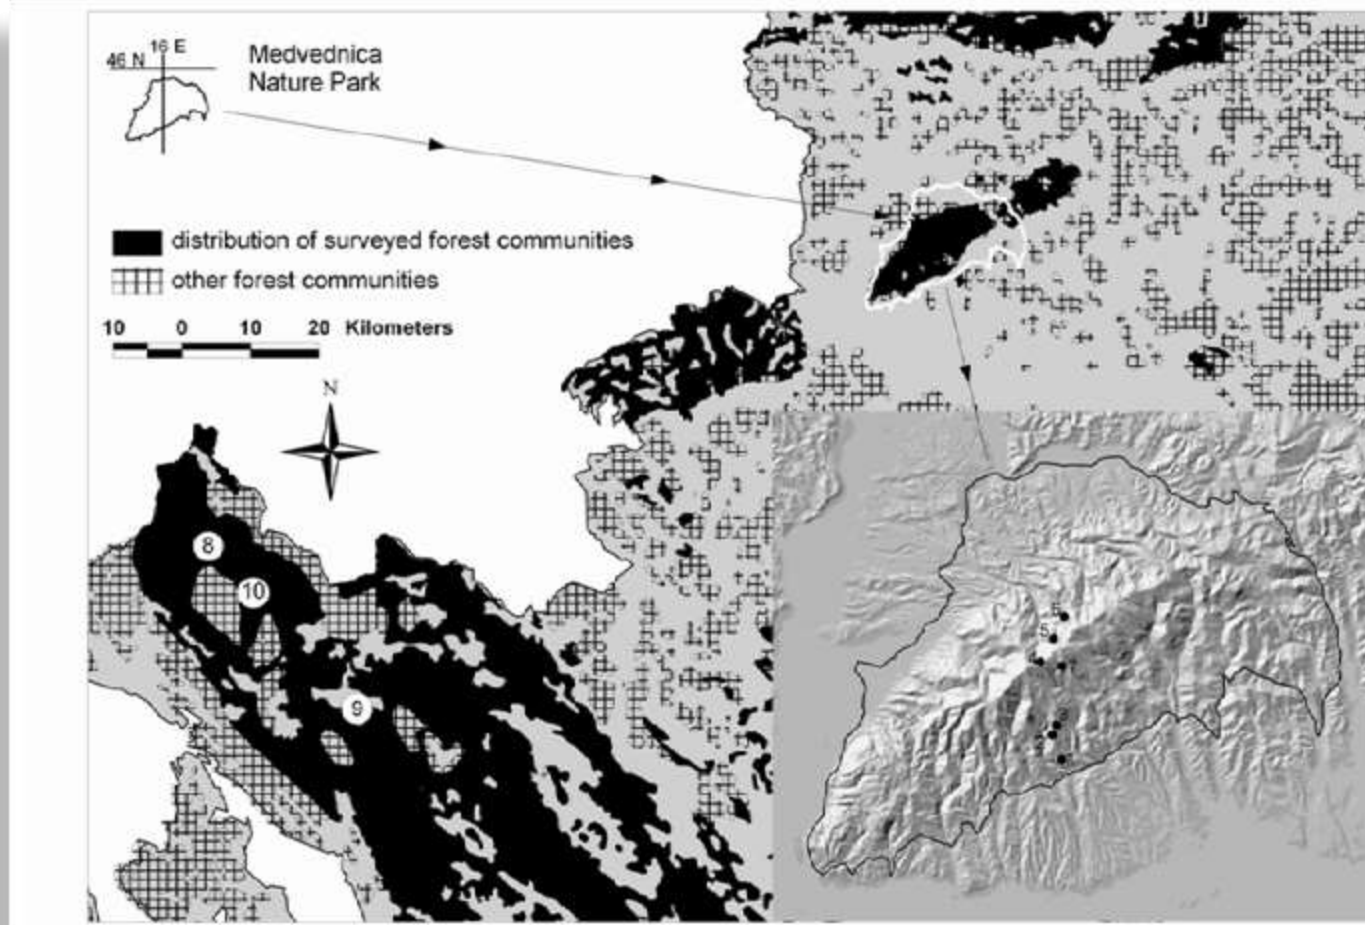 16 E
46 N
Medvednica
Nature Park
distribution of surveyed forest communities
other forest communities
10 0 10 20 Kilometers
N
8
10
9
6
5